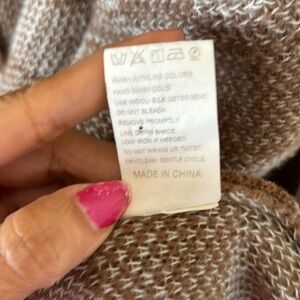 WASH WITH LIKE COLORS
HAND WASH COLD
USE WOOL/ SILK DETERGENT
DO NOT BLEACH
REMOVE PROMPTLY.
LINE DRY IN SHADE.
LOW IRON IF NEEDED.
DO NOT WRING OR TWIST.
DRYCLEAN, GENTLE CYCLE.
MADE IN CHINA